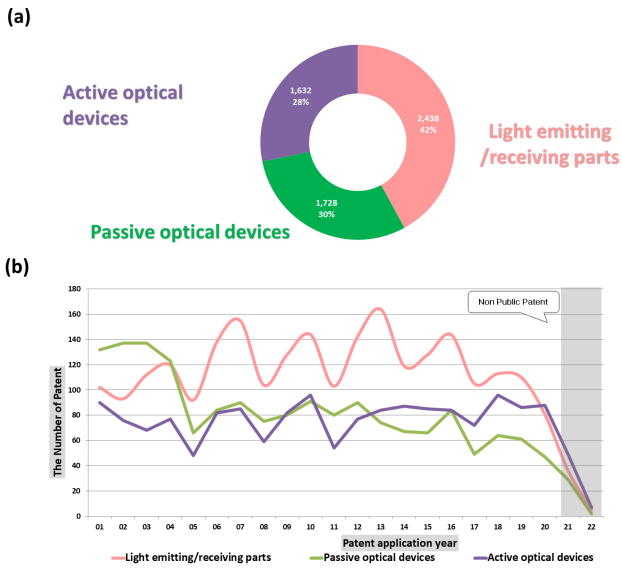 (a)
1,632
28%
Active optical
devices
2,438
42%
Light emitting
/receiving parts
1,728
30%
Passive optical devices
(b)
180
160
140
120
100
80
60
40
20
0
The Number of Patent
Non Public Patent
01 02 03 04 05 06 07 08 09 10 11 12 13 14 15 16 17 18 19 20 21 22
Patent application year
Light emitting/receiving parts Passive optical devices Active optical devices